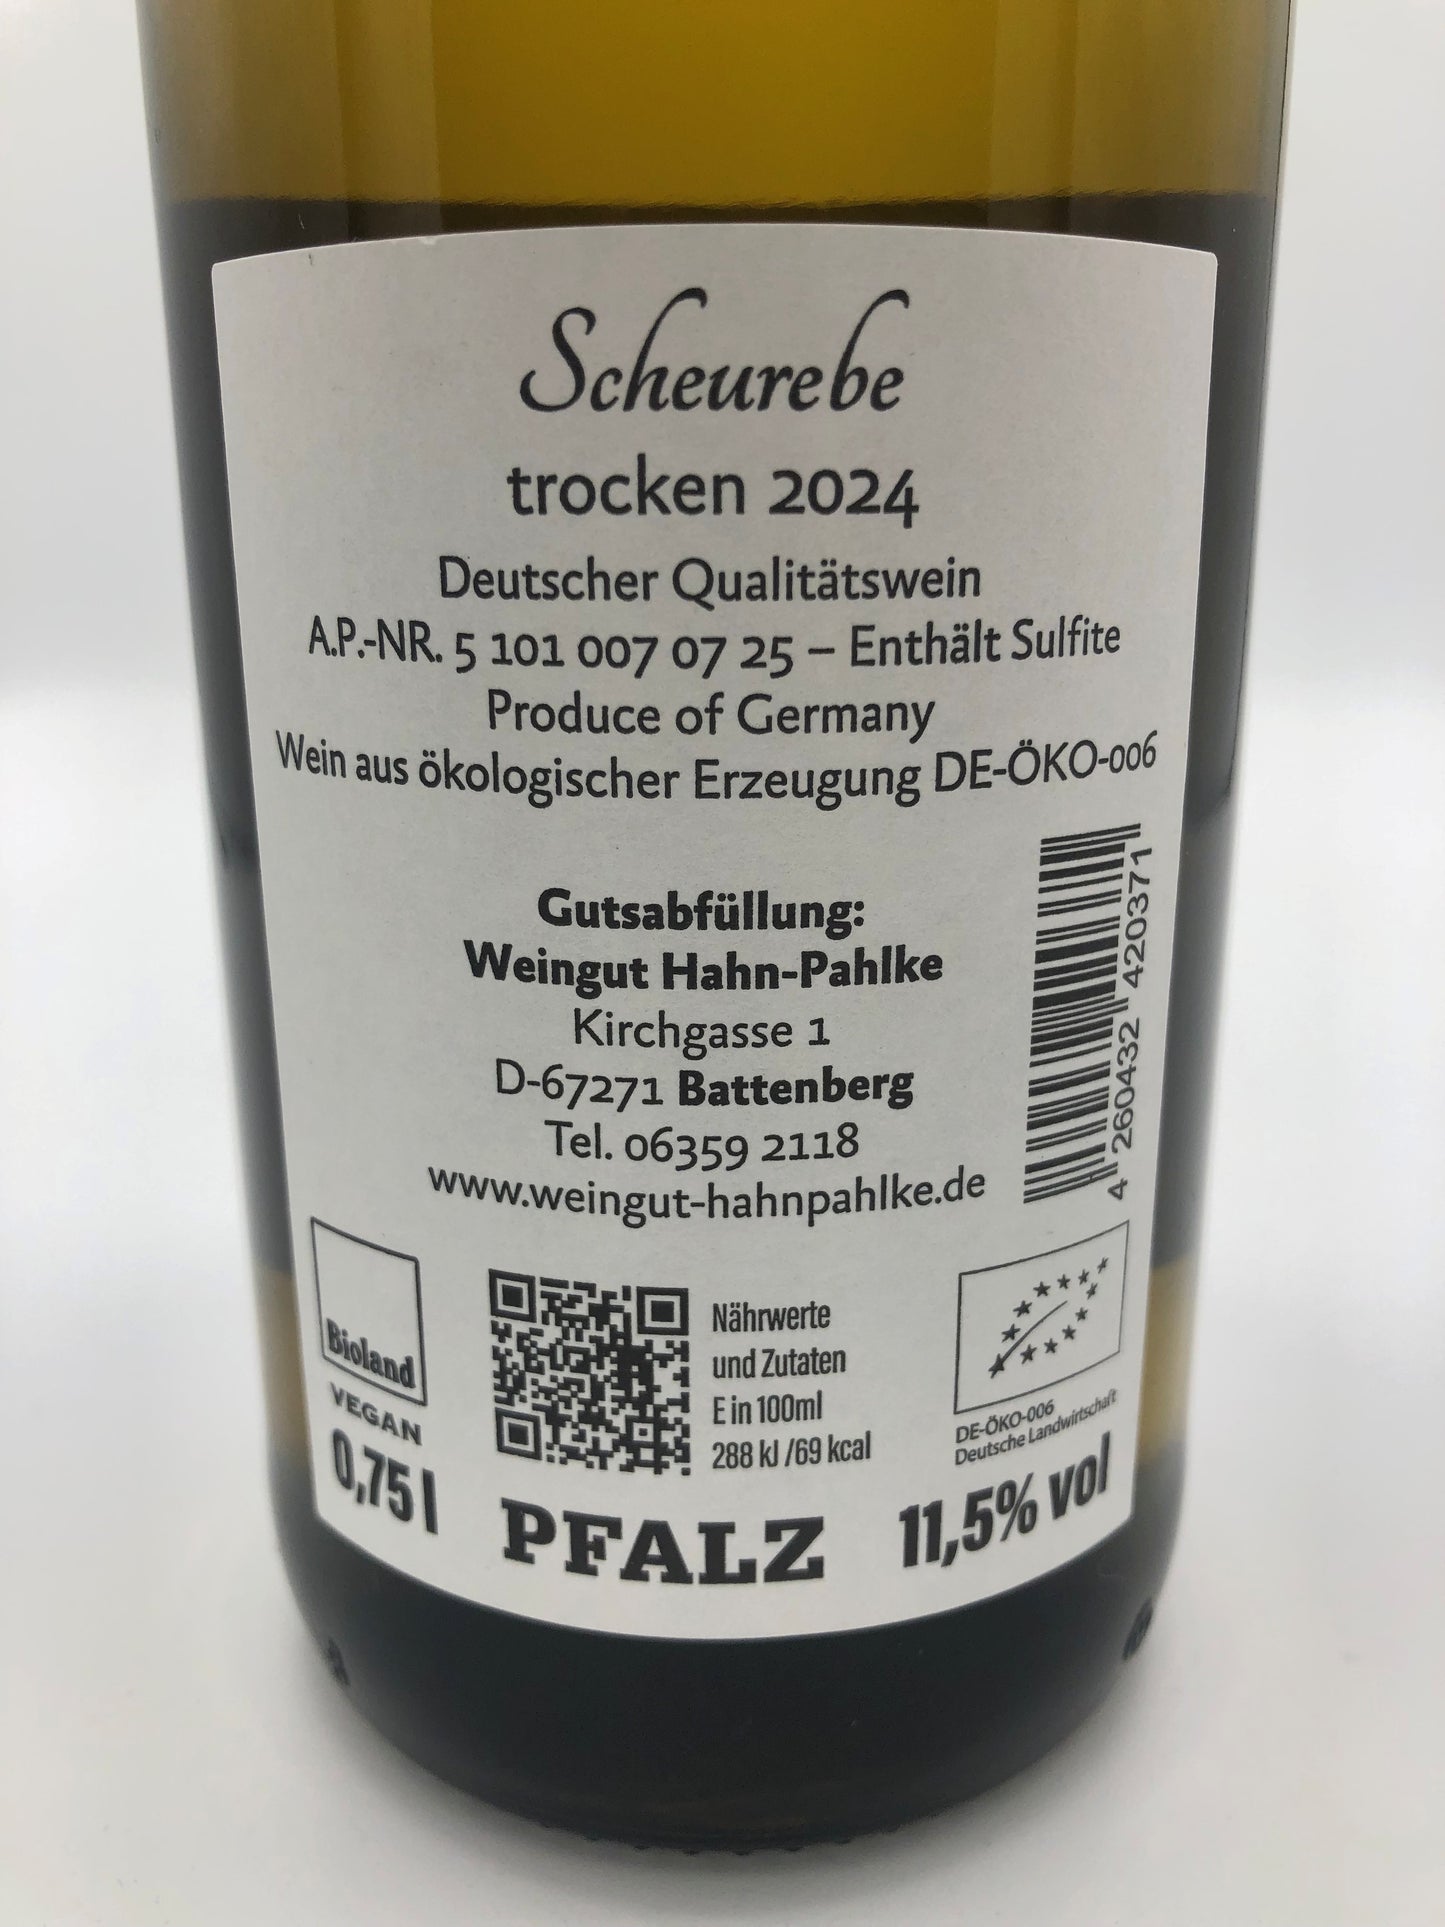 Scheurebe
trocken 2024
Deutscher Qualitätswein
A.P.-NR. 5 101 007 07 25 – Enthält Sulfite
Produce of Germany
Wein aus ökologischer Erzeugung DE-ÖKO-006
Gutsabfüllung:
Weingut Hahn-Pahlke
Kirchgasse 1
D-67271 Battenberg
Tel. 06359 2118
www.weingut-hahnpahlke.de
4 260432 420371
Bioland
VEGAN
0,75 l
Nährwerte
und Zutaten
E in 100ml
288 kJ /69 kcal
DE-ÖKO-006
Deutsche Landwirtschaft
PFALZ
11,5% vol